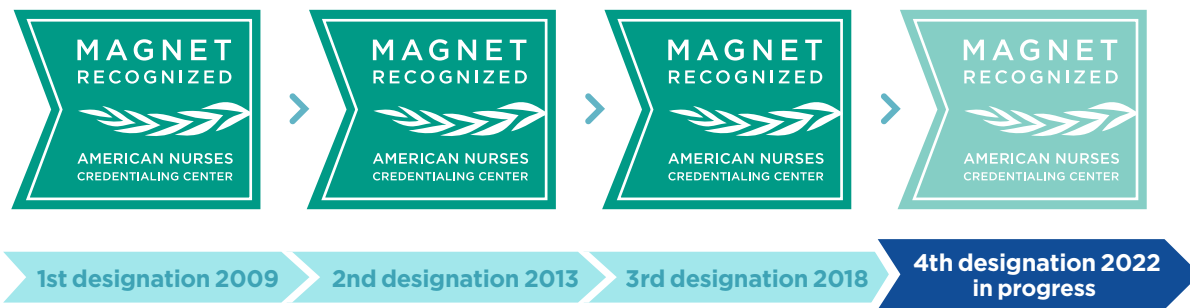 MAGNET
RECOGNIZED
AMERICAN NURSES
CREDENTIALING CENTER
MAGNET
RECOGNIZED
AMERICAN NURSES
CREDENTIALING CENTER
MAGNET
RECOGNIZED
AMERICAN NURSES
CREDENTIALING CENTER
MAGNET
RECOGNIZED
AMERICAN NURSES
CREDENTIALING CENTER
1st designation 2009
2nd designation 2013
3rd designation 2018
4th designation 2022
in progress